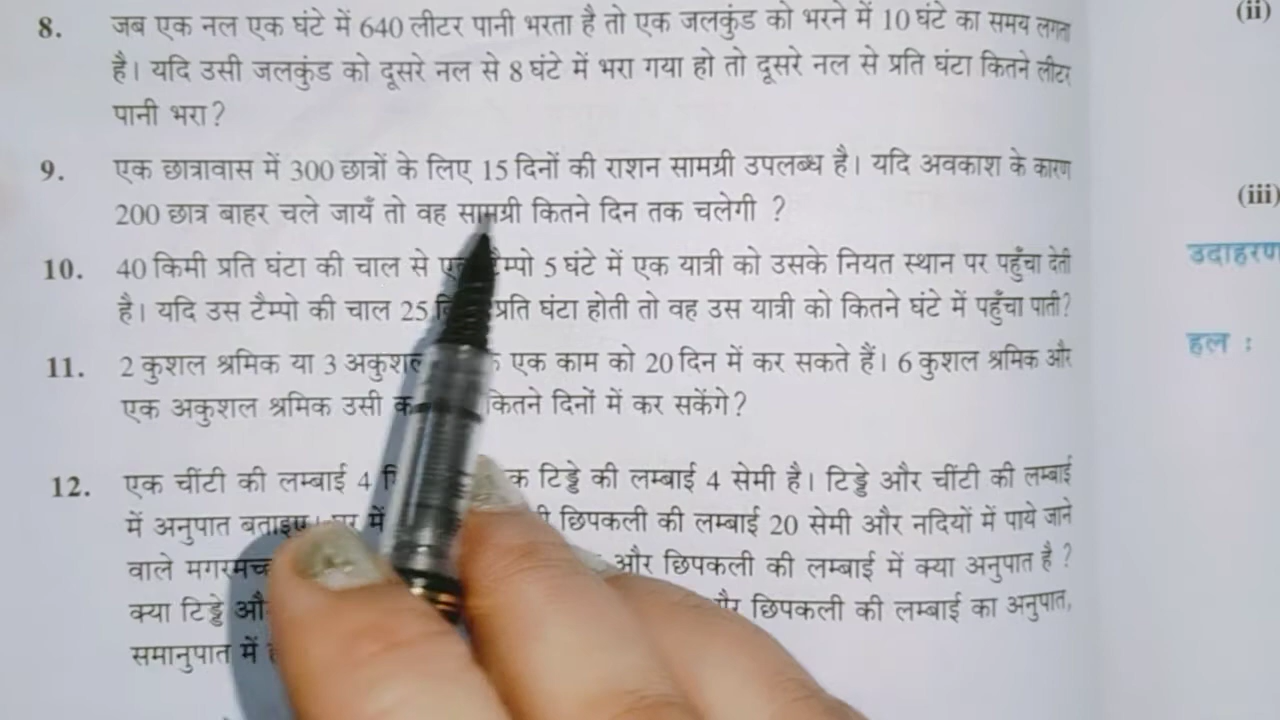 8. जब एक नल एक घंटे में 640 लीटर पानी भरता है तो एक जलकुंड को भरने में 10 घंटे का समय लगता
है। यदि उसी जलकुंड को दूसरे नल से 8 घंटे में भरा गया हो तो दूसरे नल से प्रति घंटा कितने लीटर
पानी भरा?
9. एक छात्रावास में 300 छात्रों के लिए 15 दिनों की राशन सामग्री उपलब्ध है। यदि अवकाश के कारण
200 छात्र बाहर चले जायँ तो वह सामग्री कितने दिन तक चलेगी ?
10. 40 किमी प्रति घंटा की चाल से टैम्पो 5 घंटे में एक यात्री को उसके नियत स्थान पर पहुँचा देती
है। यदि उस टैम्पो की चाल 25 प्रति घंटा होती तो वह उस यात्री को कितने घंटे में पहुँचा पाती?
11. 2 कुशल श्रमिक या 3 अकुशल एक काम को 20 दिन में कर सकते हैं। 6 कुशल श्रमिक और
एक अकुशल श्रमिक उसी कितने दिनों में कर सकेंगे?
12. एक चींटी की लम्बाई 4 टिड्डे की लम्बाई 4 सेमी है। टिड्डे और चींटी की लम्बाई
में अनुपात बताइए। में छिपकली की लम्बाई 20 सेमी और नदियों में पाये जाने
वाले और छिपकली की लम्बाई में क्या अनुपात है ?
क्या टिड्डे छिपकली की लम्बाई का अनुपात,
समानुपात में
(ii)
(iii)
उदाहरण
हल :